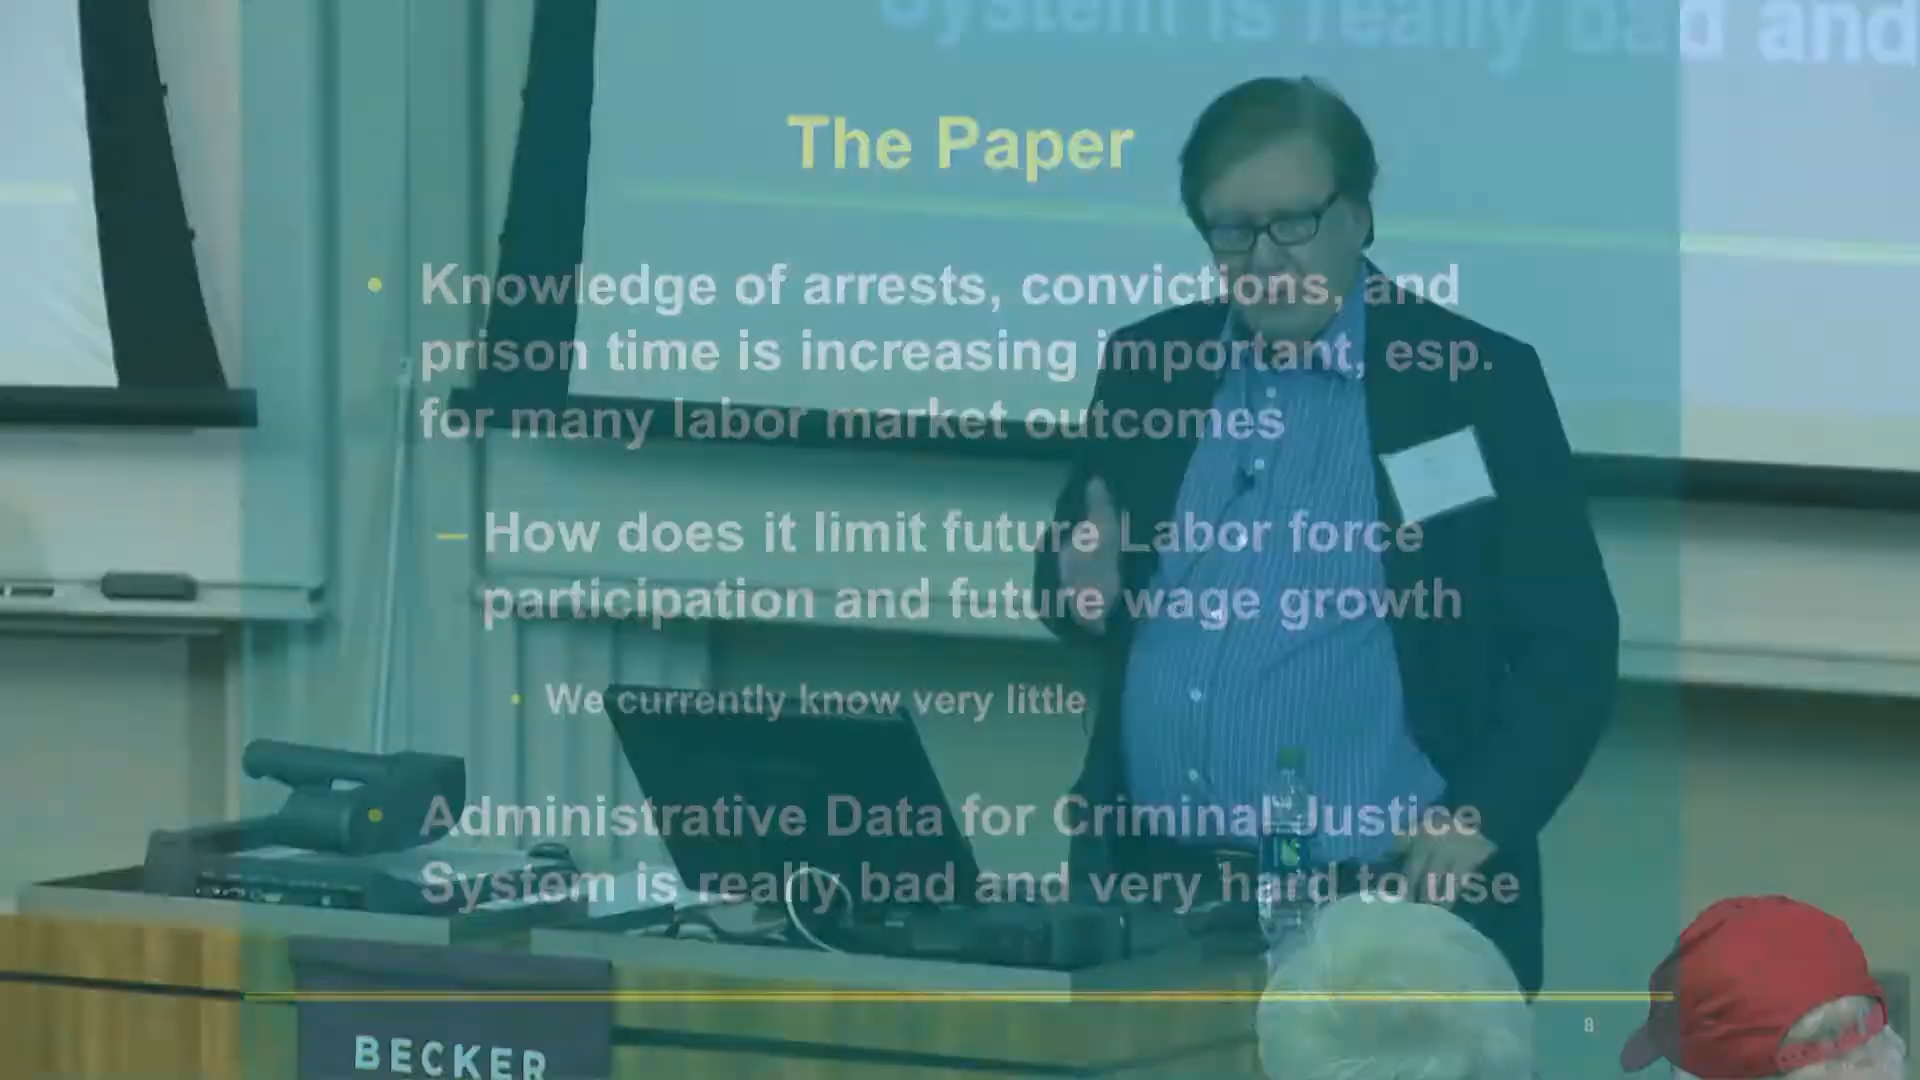 System is really bad and
The Paper
• Knowledge of arrests, convictions, and
prison time is increasing important, esp.
for many labor market outcomes
– How does it limit future Labor force
participation and future wage growth
• We currently know very little
• Administrative Data for Criminal Justice
System is really bad and very hard to use
8
BECKER